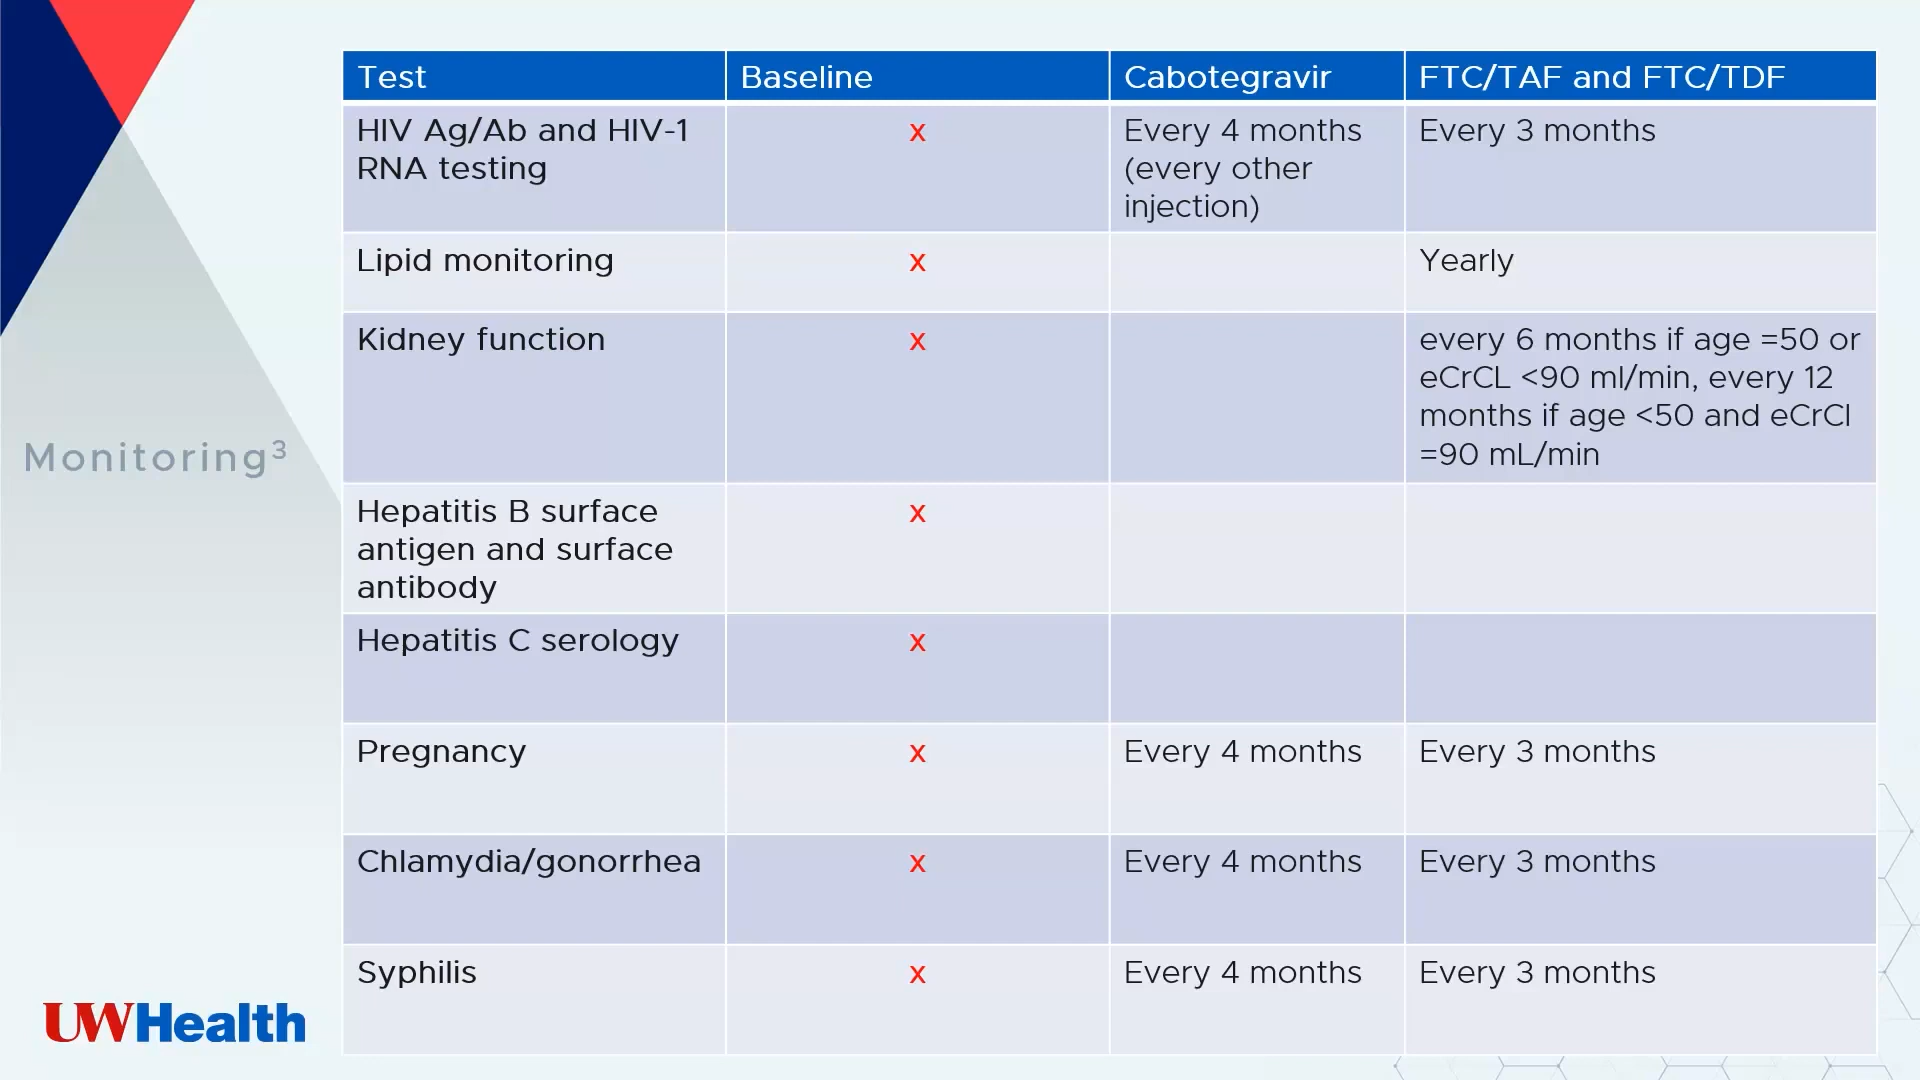 Test Baseline Cabotegravir FTC/TAF and FTC/TDF
HIV Ag/Ab and HIV-1
RNA testing
x
Every 4 months
(every other
injection)
Every 3 months
Lipid monitoring
x
Yearly
Kidney function
x
every 6 months if age =50 or
eCrCL <90 ml/min, every 12
months if age <50 and eCrCl
=90 mL/min
Hepatitis B surface
antigen and surface
antibody
x
Hepatitis C serology
x
Pregnancy
x
Every 4 months
Every 3 months
Chlamydia/gonorrhea
x
Every 4 months
Every 3 months
Syphilis
x
Every 4 months
Every 3 months
Monitoring³
UWHealth